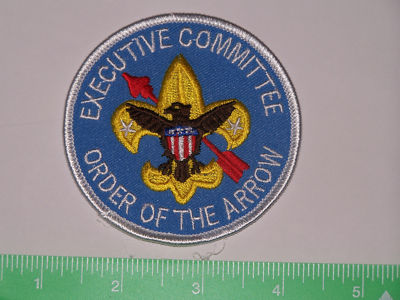 EXECUTIVE COMMITTEE
ORDER OF THE ARROW
1 2 3 4 5